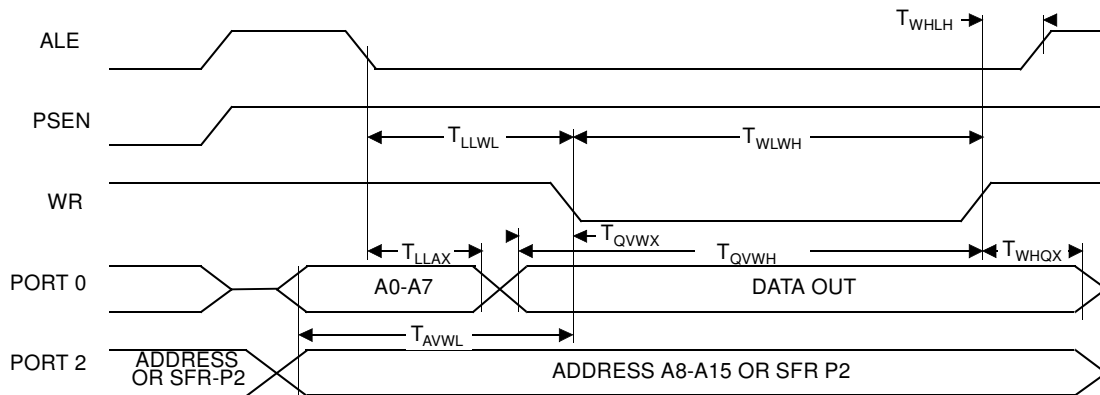 ALE
T_WHLH
PSEN
T_LLWL
T_WLWH
WR
T_LLAX
T_QVWX
T_QVWH
T_WHQX
PORT 0
A0-A7
DATA OUT
T_AVWL
PORT 2
ADDRESS
OR SFR-P2
ADDRESS A8-A15 OR SFR P2